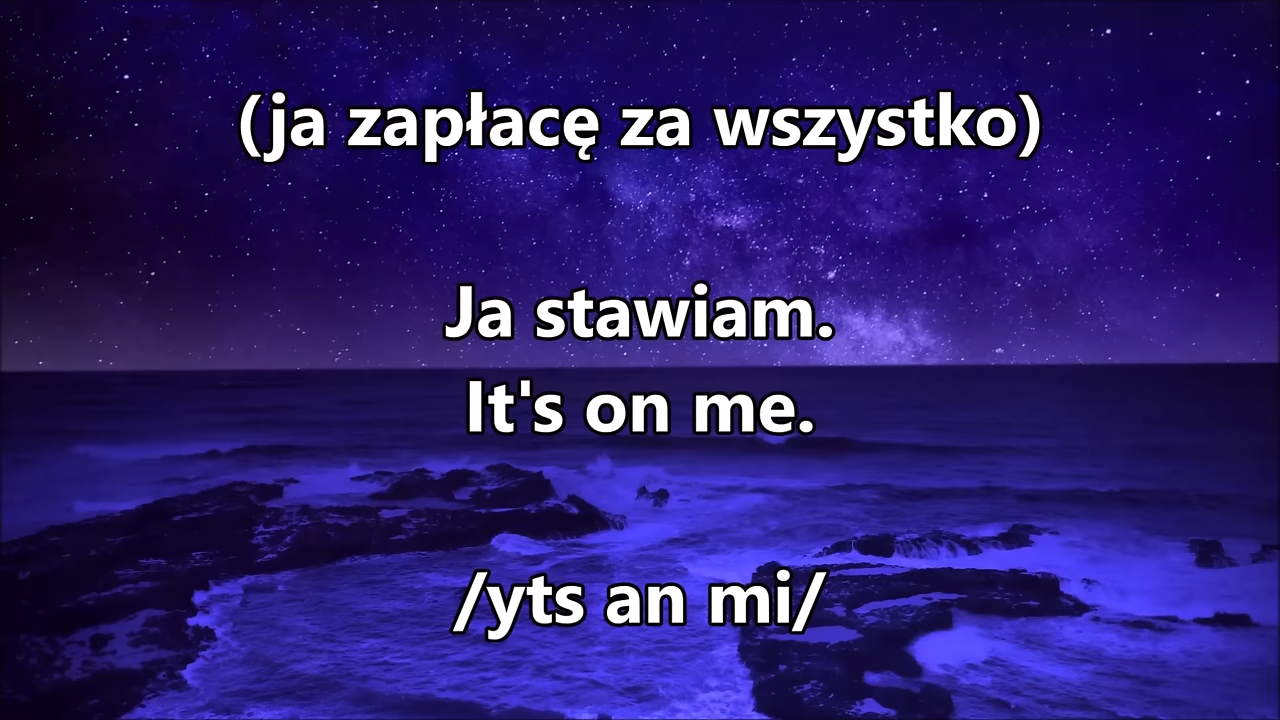 (ja zapłacę za wszystko)
Ja stawiam.
It's on me.
/yts an mi/